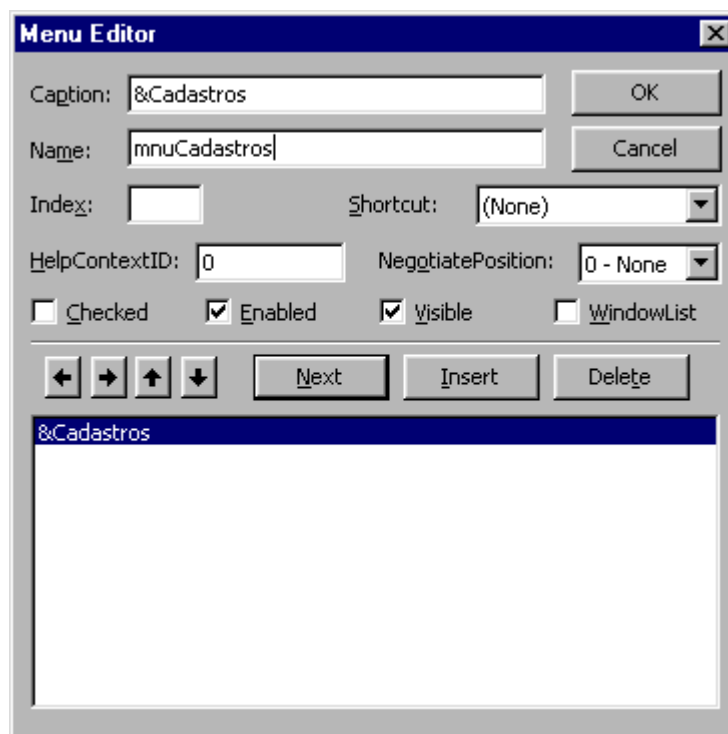 Menu Editor
Caption: &Cadastros OK
Name: mnuCadastros Cancel
Index: Shortcut: (None)
HelpContextID: 0 NegotiatePosition: 0 - None
Checked Enabled Visible WindowList
Next Insert Delete
&Cadastros